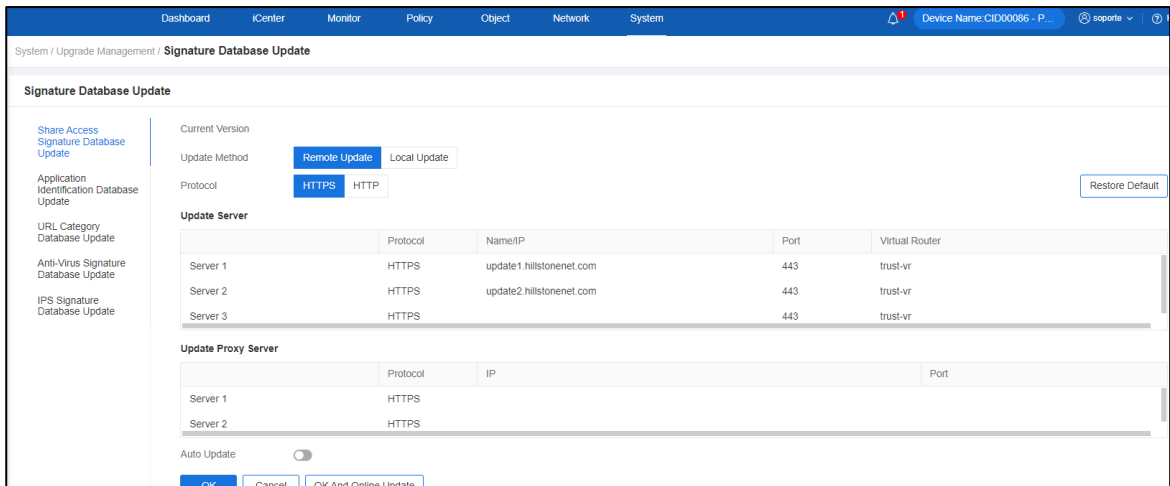 Dashboard iCenter Monitor Policy Object Network System 1 Device Name:CID00086 - P... soporte
System / Upgrade Management / Signature Database Update
Signature Database Update
Share Access
Signature Database
Update
Application
Identification Database
Update
URL Category
Database Update
Anti-Virus Signature
Database Update
IPS Signature
Database Update
Current Version
Update Method Remote Update Local Update
Protocol HTTPS HTTP Restore Default
Update Server
Protocol Name/IP Port Virtual Router
Server 1 HTTPS update1.hillstonenet.com 443 trust-vr
Server 2 HTTPS update2.hillstonenet.com 443 trust-vr
Server 3 HTTPS 443 trust-vr
Update Proxy Server
Protocol IP Port
Server 1 HTTPS
Server 2 HTTPS
Auto Update
OK Cancel OK And Online Update